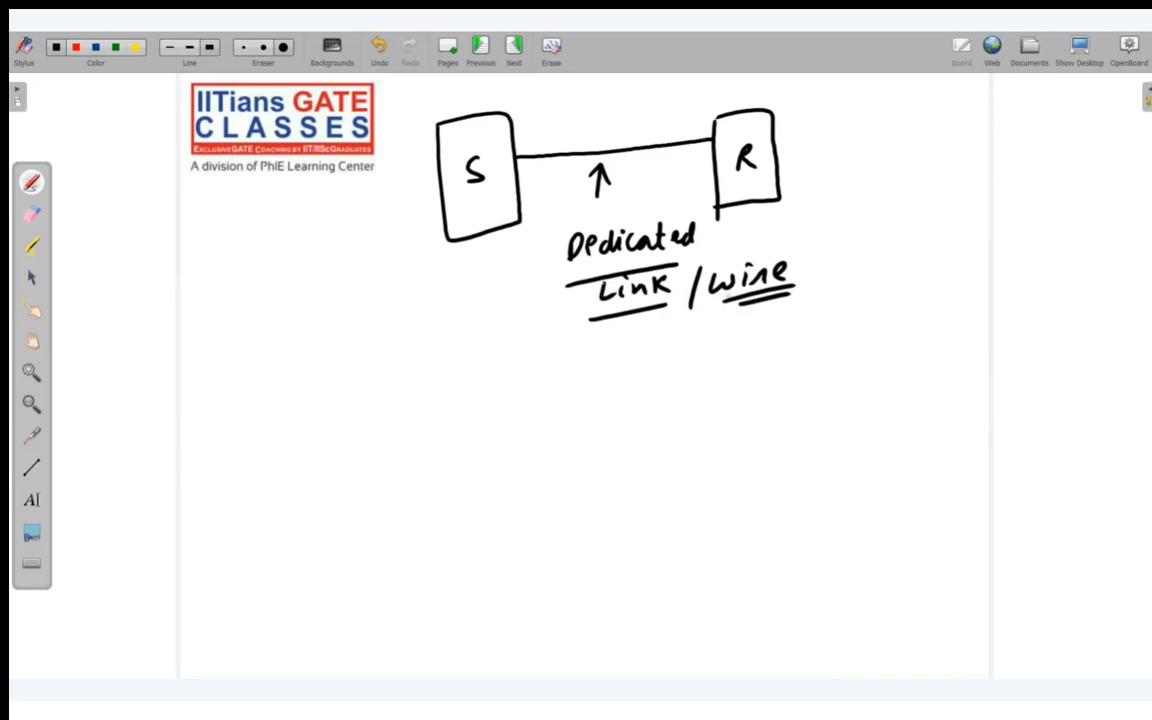 Stylus
Color
Line
Eraser
Backgrounds
Undo
Redo
Pages
Previous
Next
Erase
Board
Web
Documents
Show Desktop
OpenBoard
IITians GATE
CLASSES
EXCLUSIVE GATE COACHING BY IIT/IISC GRADUATES
A division of PhIE Learning Center
S
R
Dedicated
Link / wire
AI